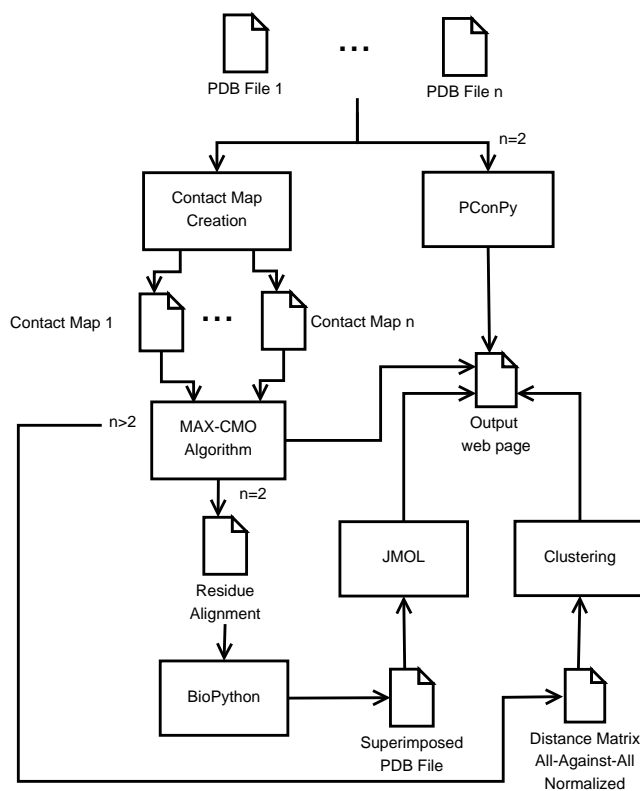 ...
PDB File 1
PDB File n
n=2
Contact Map
Creation
PConPy
Contact Map 1
...
Contact Map n
n>2
MAX-CMO
Algorithm
Output
web page
n=2
JMOL
Clustering
Residue
Alignment
BioPython
Superimposed
PDB File
Distance Matrix
All-Against-All
Normalized